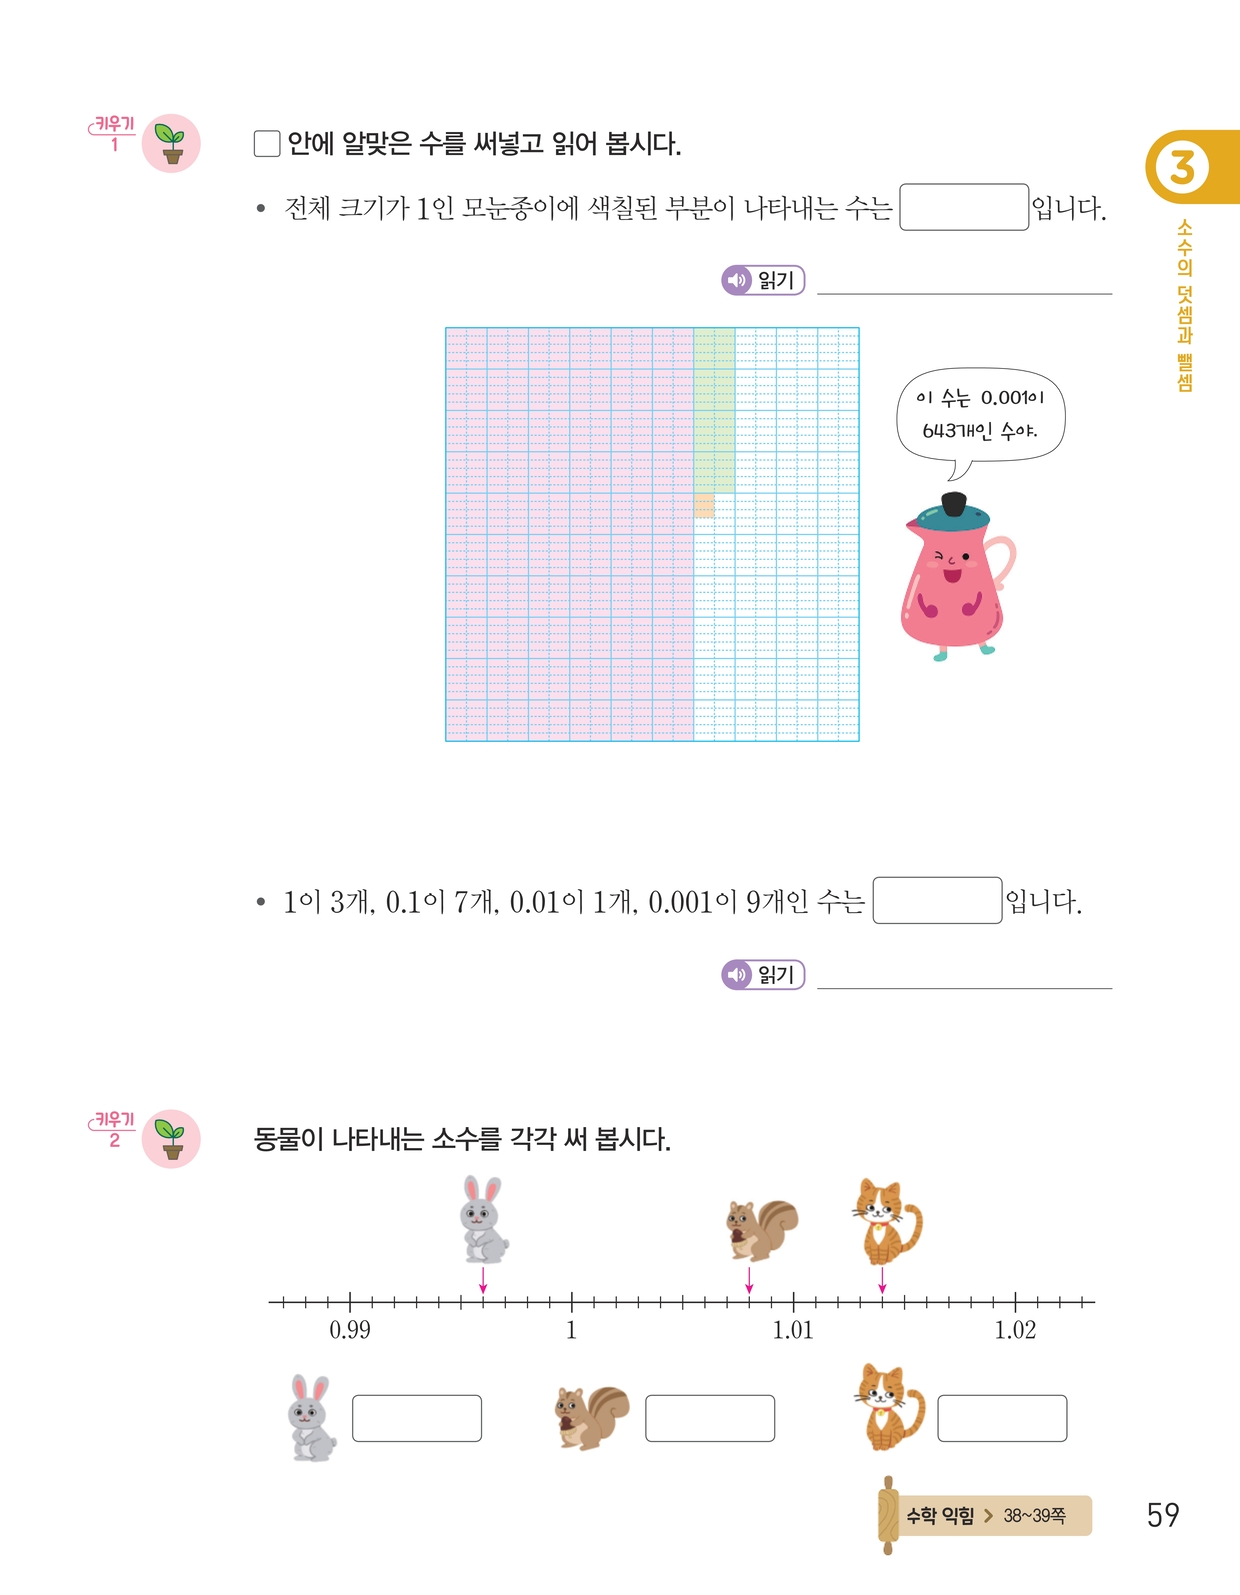 키우기
1
안에 알맞은 수를 써넣고 읽어 봅시다.
• 전체 크기가 1인 모눈종이에 색칠된 부분이 나타내는 수는 입니다.
읽기
이 수는 0.001이
643개인 수야.
• 1이 3개, 0.1이 7개, 0.01이 1개, 0.001이 9개인 수는 입니다.
읽기
키우기
2
동물이 나타내는 소수를 각각 써 봅시다.
0.99 1 1.01 1.02
수학 익힘 > 38~39쪽
59
3
소수의 덧셈과 뺄셈